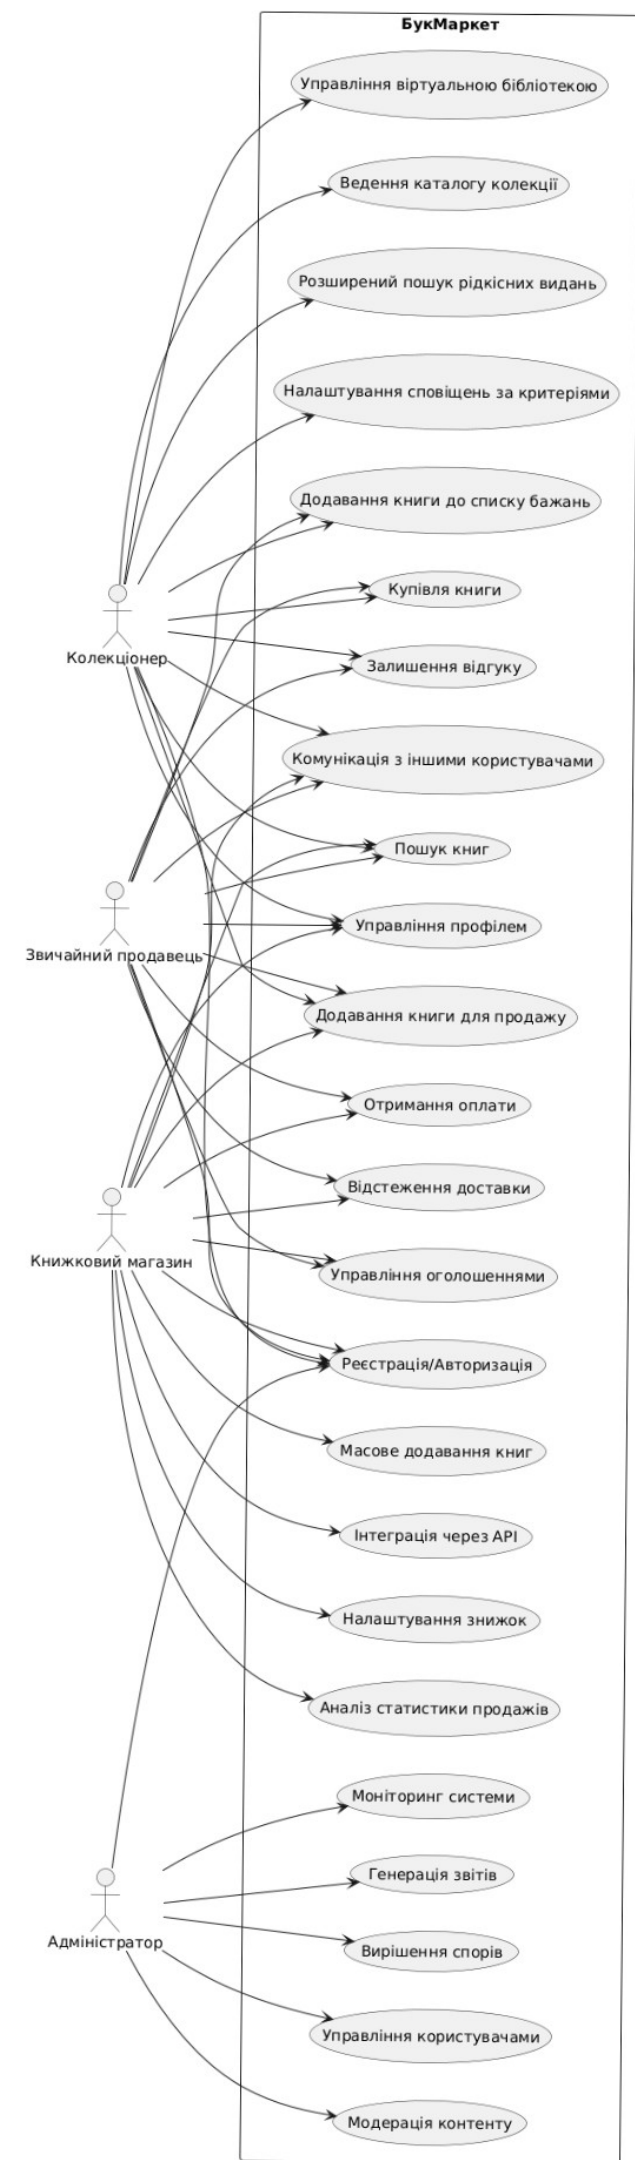 БукМаркет
Управління віртуальною бібліотекою
Ведення каталогу колекції
Розширений пошук рідкісних видань
Налаштування сповіщень за критеріями
Додавання книги до списку бажань
Купівля книги
Колекціонер
Залишення відгуку
Комунікація з іншими користувачами
Пошук книг
Управління профілем
Звичайний продавець
Додавання книги для продажу
Отримання оплати
Відстеження доставки
Книжковий магазин
Управління оголошеннями
Реєстрація/Авторизація
Масове додавання книг
Інтеграція через API
Налаштування знижок
Аналіз статистики продажів
Моніторинг системи
Генерація звітів
Адміністратор
Вирішення спорів
Управління користувачами
Модерація контенту